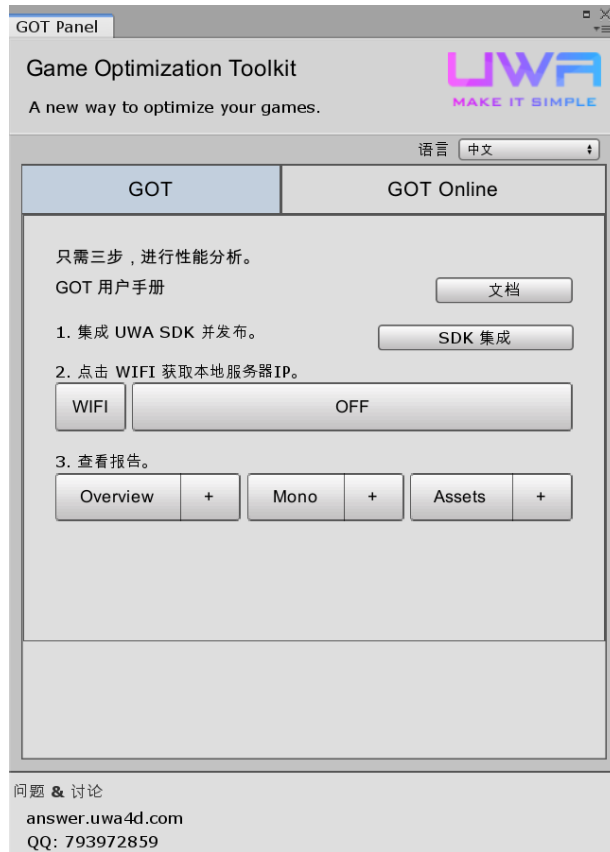 GOT Panel
Game Optimization Toolkit
A new way to optimize your games.
UWA
MAKE IT SIMPLE
语言 中文
GOT GOT Online
只需三步，进行性能分析。
GOT 用户手册 文档
1. 集成 UWA SDK 并发布。 SDK 集成
2. 点击 WIFI 获取本地服务器IP。
WIFI OFF
3. 查看报告。
Overview + Mono + Assets +
问题 & 讨论
answer.uwa4d.com
QQ: 793972859